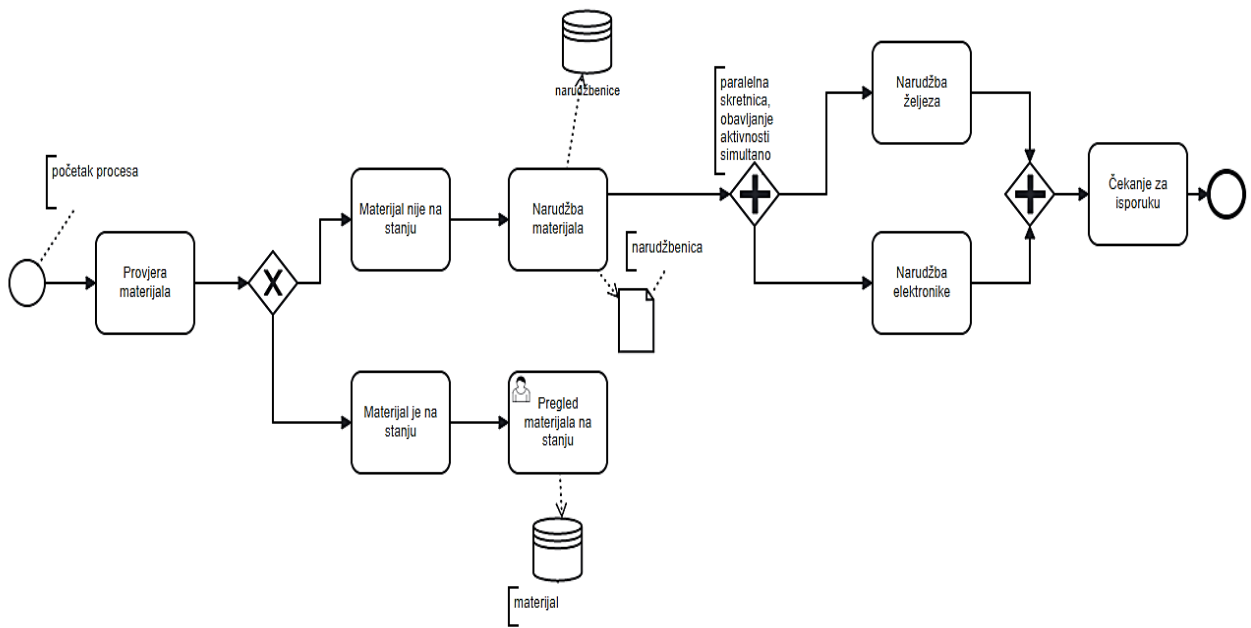 narudžbenice
paralelna
skretnica,
obavljanje
aktivnosti
simultano
Narudžba
željeza
početak procesa
Materijal nije na
stanju
Narudžba
materijala
Čekanje za
isporuku
narudžbenica
Provjera
materijala
Narudžba
elektronike
Materijal je na
stanju
Pregled
materijala na
stanju
materijal